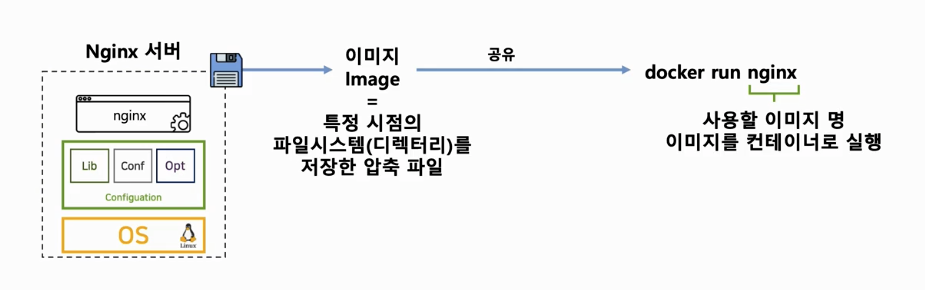 Nginx 서버
nginx
Lib Conf Opt
Configuation
OS
Linux
이미지
Image
=
특정 시점의
파일시스템(디렉터리)를
저장한 압축 파일
공유
docker run nginx
사용할 이미지 명
이미지를 컨테이너로 실행